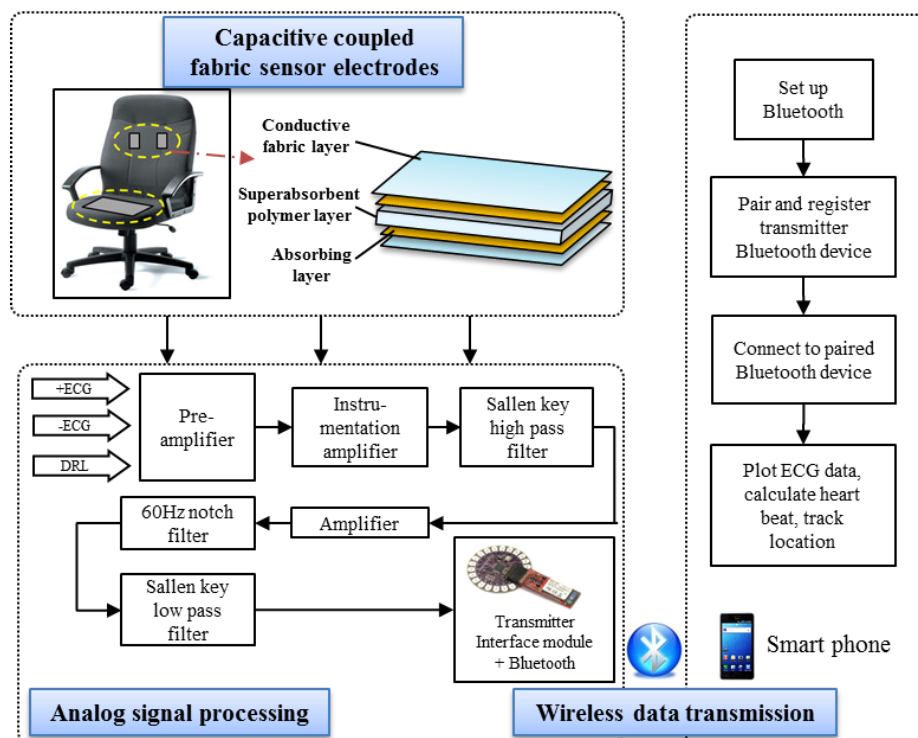 Capacitive coupled
fabric sensor electrodes
Conductive
fabric layer
Superabsorbent
polymer layer
Absorbing
layer
+ECG
-ECG
DRL
Pre-
amplifier
Instru-
mentation
amplifier
Sallen key
high pass
filter
Amplifier
60Hz notch
filter
Sallen key
low pass
filter
Transmitter
Interface module
+ Bluetooth
Analog signal processing
Wireless data transmission
Set up
Bluetooth
Pair and register
transmitter
Bluetooth device
Connect to paired
Bluetooth device
Plot ECG data,
calculate heart
beat, track
location
Smart phone